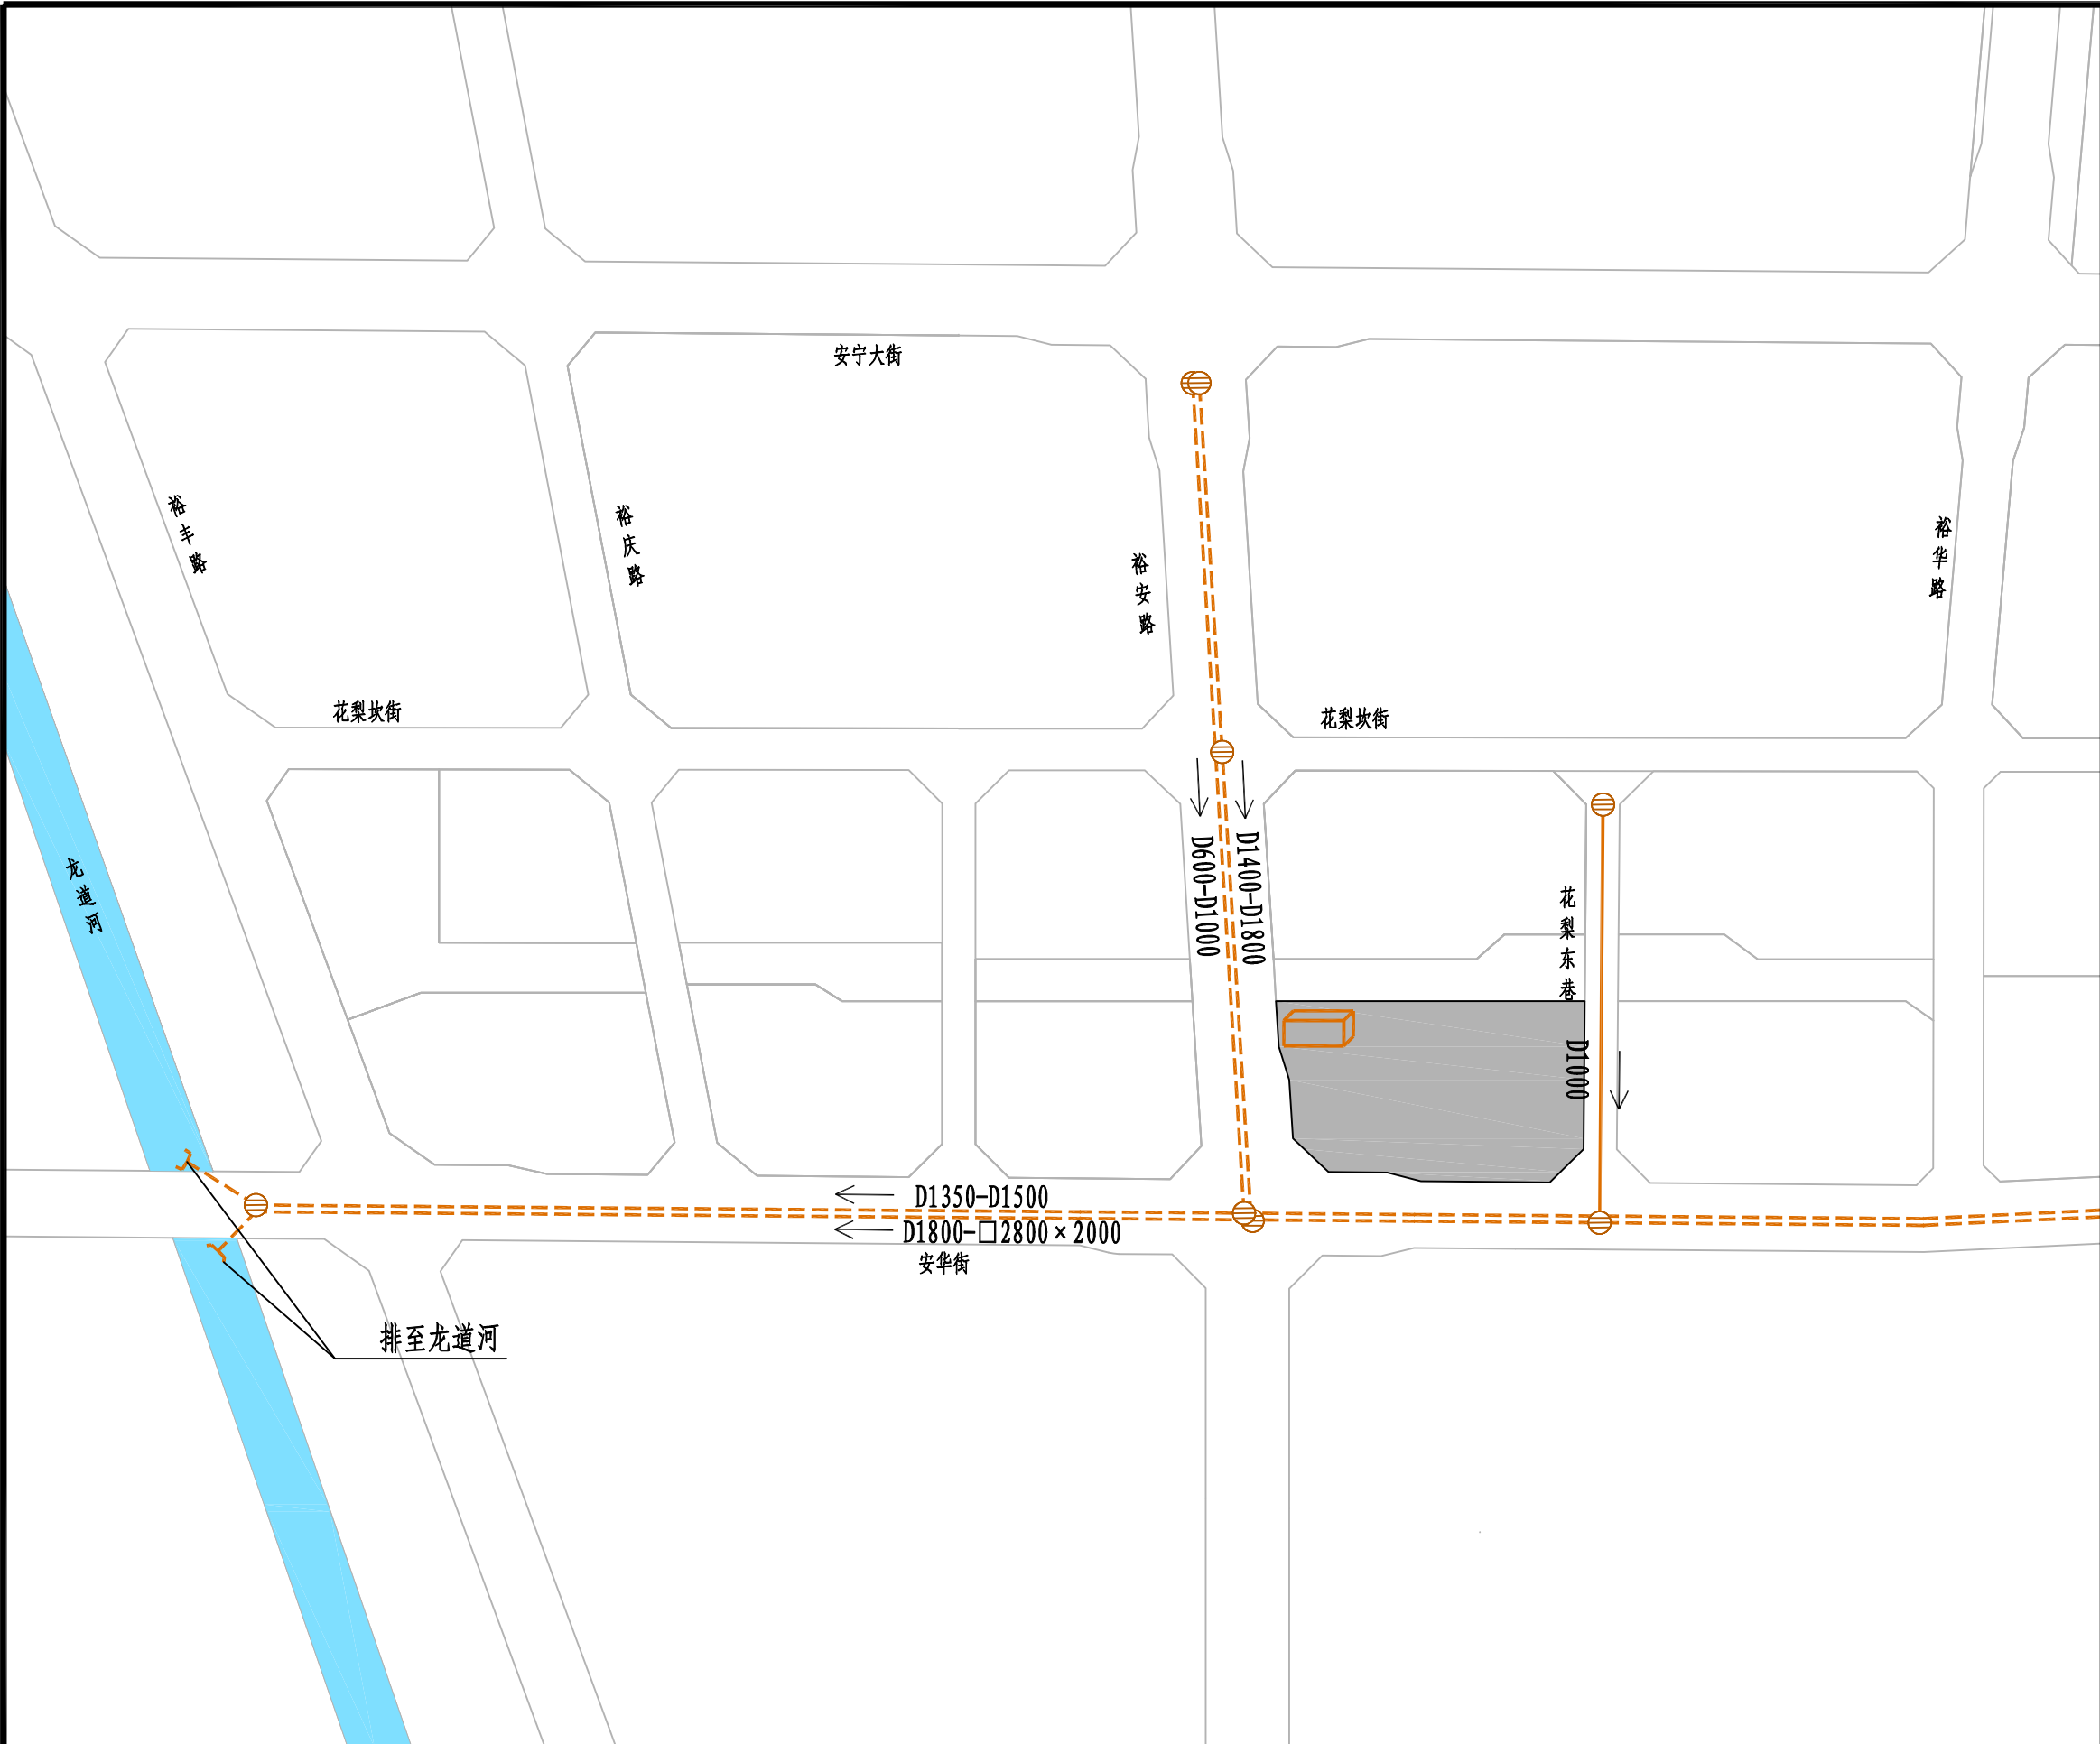 安宁大街
裕丰路
裕庆路
裕安路
裕华路
花梨坎街
花梨坎街
龙道河
D600-D1000
D1400-D1800
花梨东巷
D1000
D1350-D1500
D1800-□2800×2000
安华街
排至龙道河